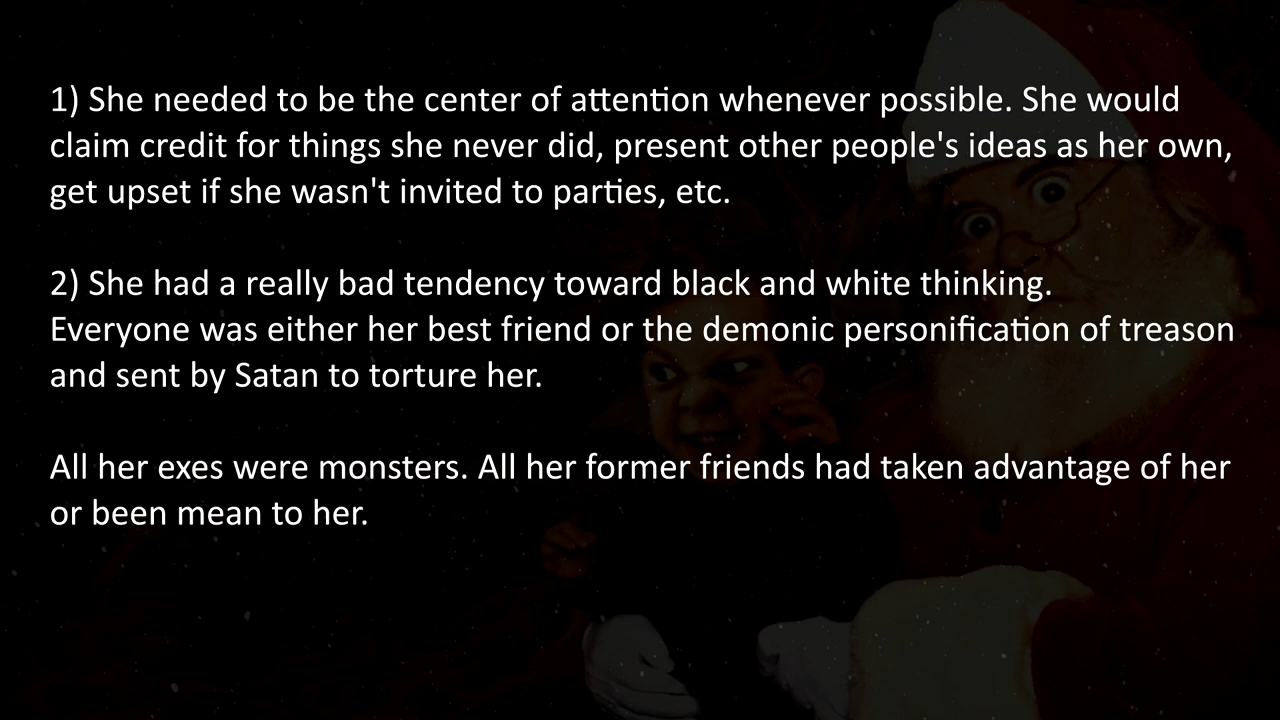 1) She needed to be the center of attention whenever possible. She would
claim credit for things she never did, present other people's ideas as her own,
get upset if she wasn't invited to parties, etc.
2) She had a really bad tendency toward black and white thinking.
Everyone was either her best friend or the demonic personification of treason
and sent by Satan to torture her.
All her exes were monsters. All her former friends had taken advantage of her
or been mean to her.